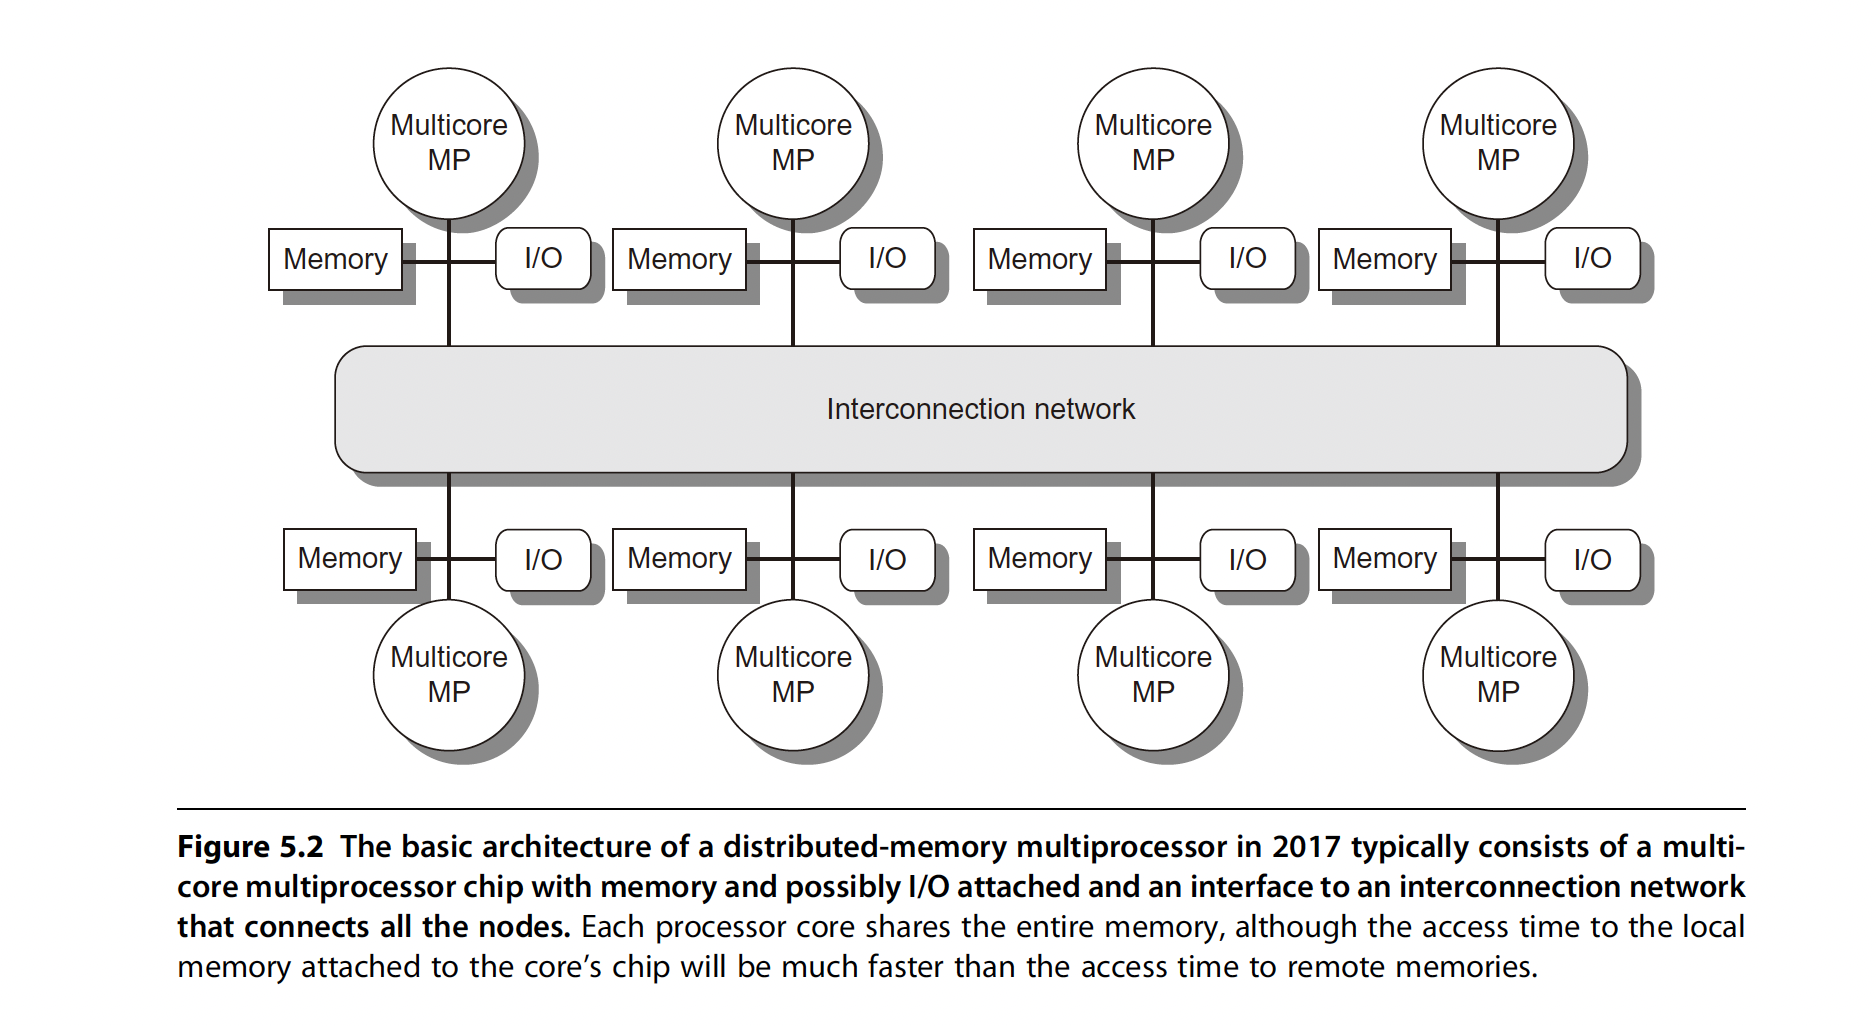 Multicore
MP
Multicore
MP
Multicore
MP
Multicore
MP
Memory
I/O
Memory
I/O
Memory
I/O
Memory
I/O
Interconnection network
Memory
I/O
Memory
I/O
Memory
I/O
Memory
I/O
Multicore
MP
Multicore
MP
Multicore
MP
Multicore
MP
Figure 5.2 The basic architecture of a distributed-memory multiprocessor in 2017 typically consists of a multi-
core multiprocessor chip with memory and possibly I/O attached and an interface to an interconnection network
that connects all the nodes. Each processor core shares the entire memory, although the access time to the local
memory attached to the core’s chip will be much faster than the access time to remote memories.